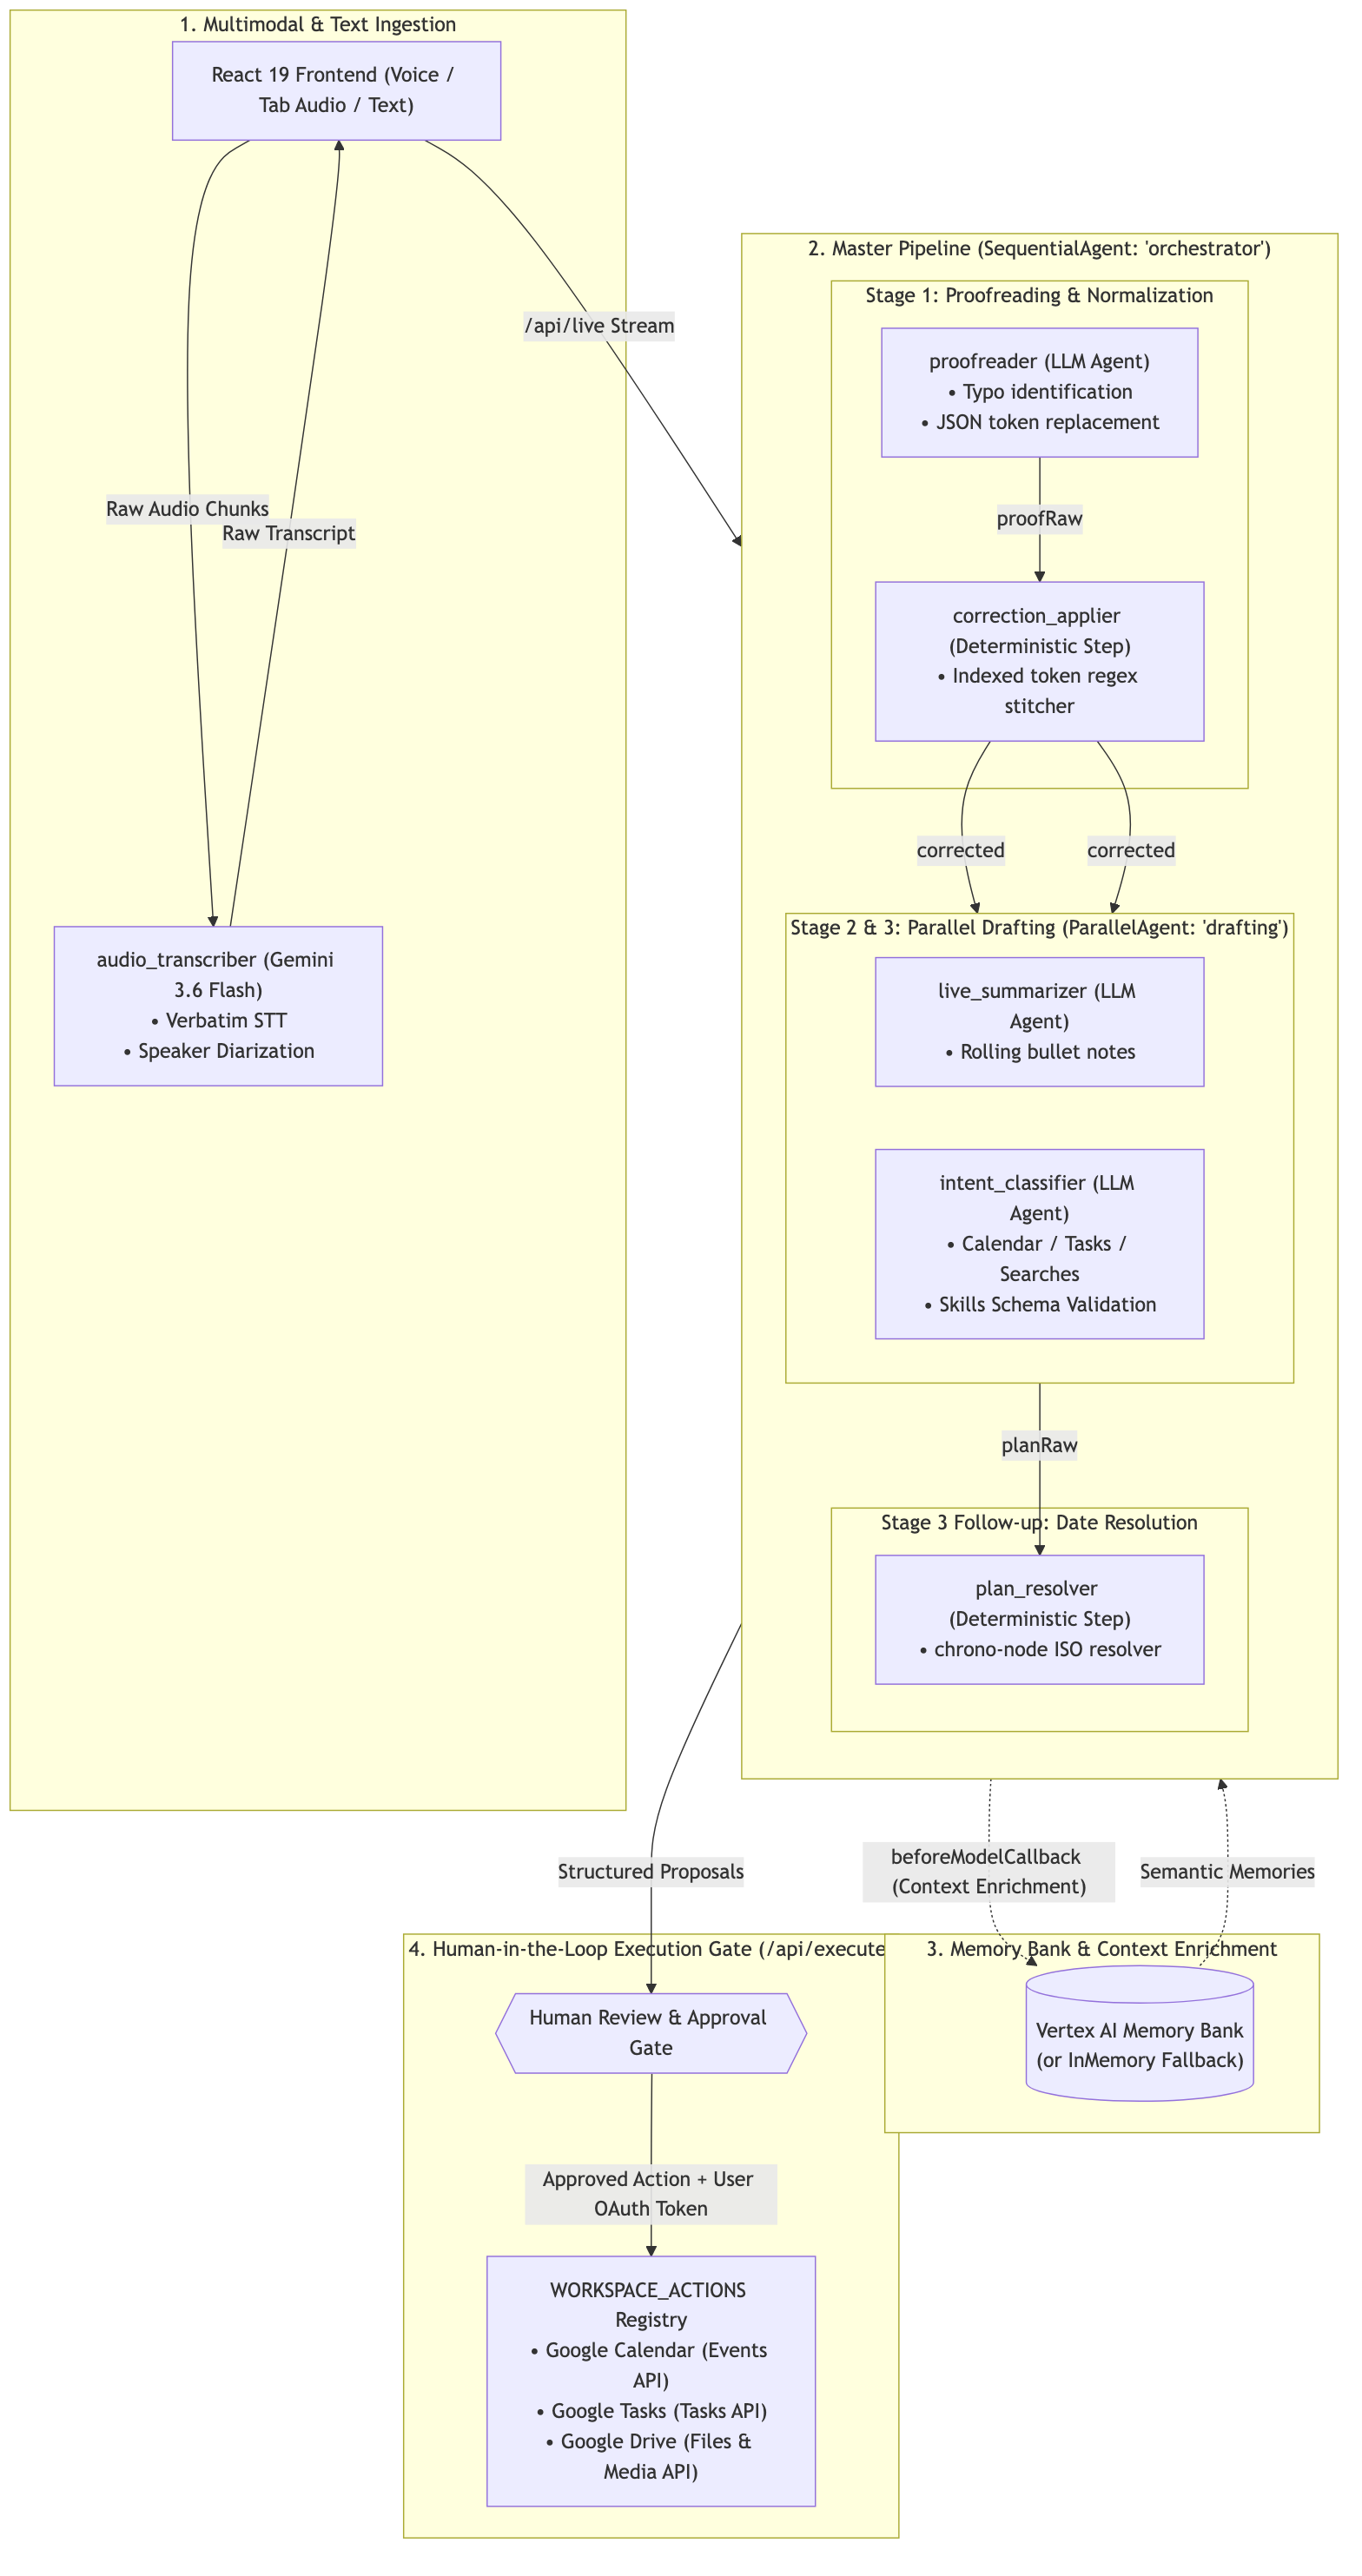 1. Multimodal & Text Ingestion
React 19 Frontend (Voice /
Tab Audio / Text)
/api/live Stream
Raw Audio Chunks
Raw Transcript
audio_transcriber (Gemini
3.6 Flash)
• Verbatim STT
• Speaker Diarization
2. Master Pipeline (SequentialAgent: 'orchestrator')
Stage 1: Proofreading & Normalization
proofreader (LLM Agent)
• Typo identification
• JSON token replacement
proofRaw
correction_applier
(Deterministic Step)
• Indexed token regex
stitcher
corrected
corrected
Stage 2 & 3: Parallel Drafting (ParallelAgent: 'drafting')
live_summarizer (LLM
Agent)
• Rolling bullet notes
intent_classifier (LLM
Agent)
• Calendar / Tasks /
Searches
• Skills Schema Validation
planRaw
Stage 3 Follow-up: Date Resolution
plan_resolver
(Deterministic Step)
• chrono-node ISO resolver
Structured Proposals
beforeModelCallback
(Context Enrichment)
Semantic Memories
4. Human-in-the-Loop Execution Gate (/api/execute
3. Memory Bank & Context Enrichment
Human Review & Approval
Gate
Vertex AI Memory Bank
(or InMemory Fallback)
Approved Action + User
OAuth Token
WORKSPACE_ACTIONS
Registry
• Google Calendar (Events
API)
• Google Tasks (Tasks API)
• Google Drive (Files &
Media API)